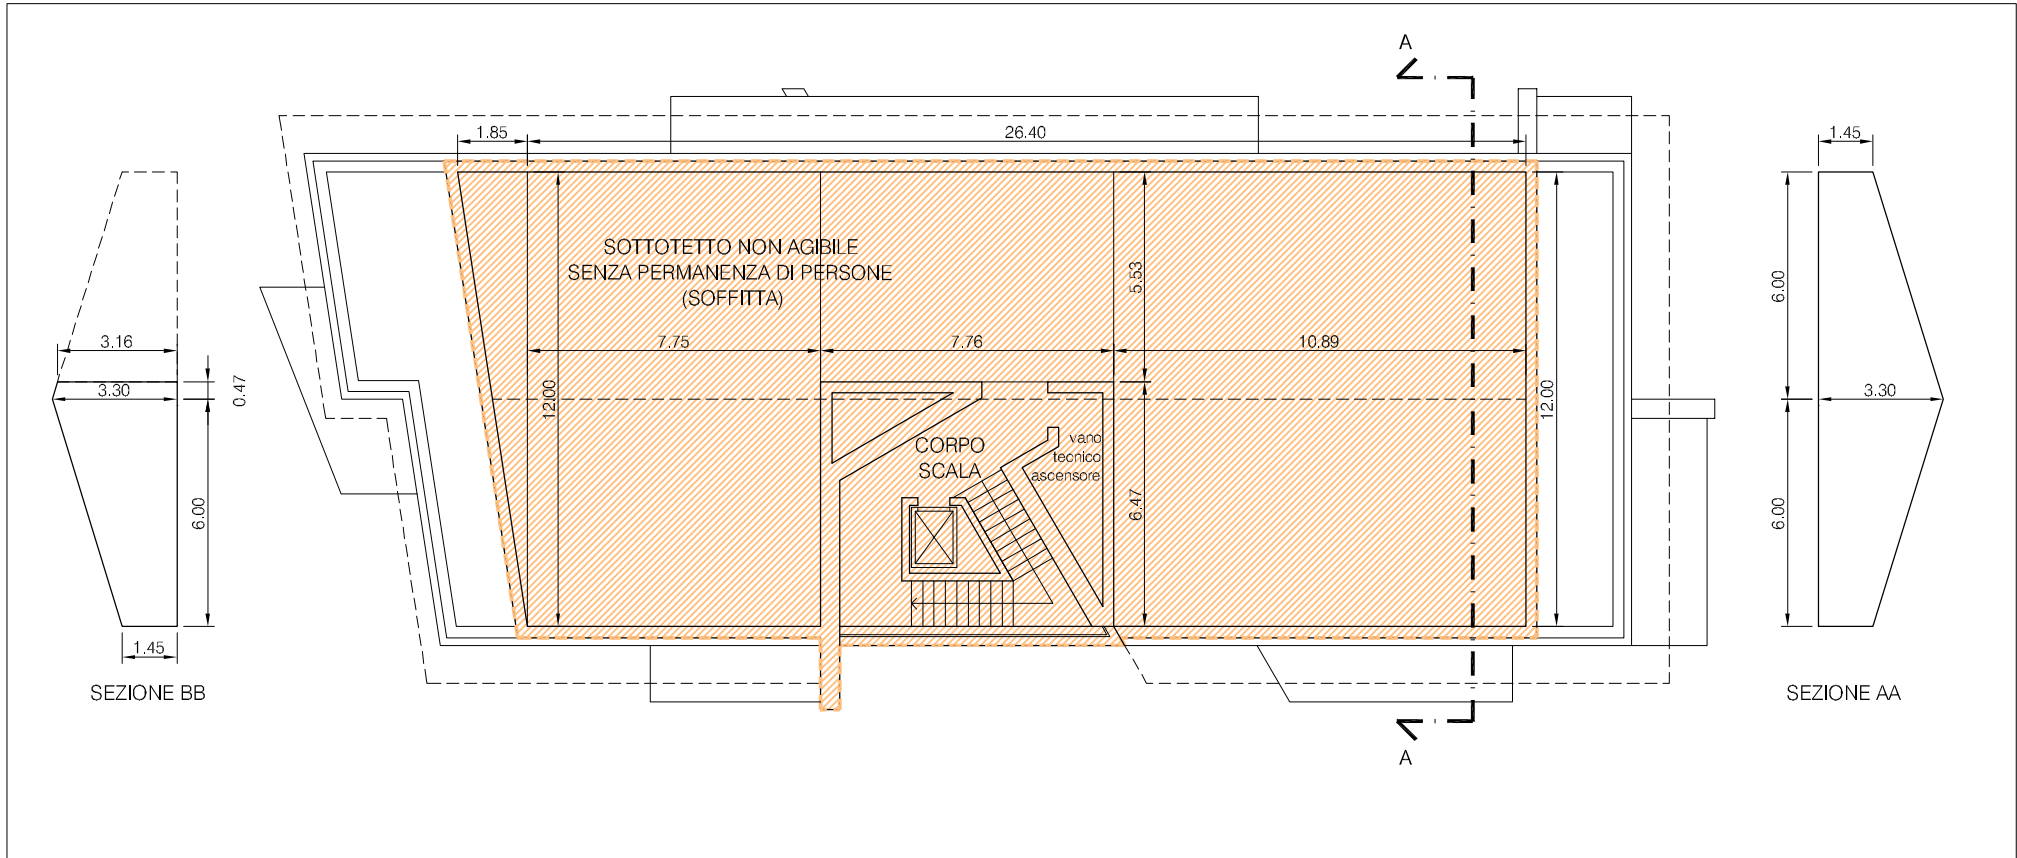 A
1.85
26.40
1.45
SOTTOTETTO NON AGIBILE
SENZA PERMANENZA DI PERSONE
(SOFFITTA)
5.53
6.00
3.16
7.75
7.76
10.89
3.30
0.47
12.00
12.00
3.30
CORPO
SCALA
vano
tecnico
ascensore
6.47
6.00
6.00
1.45
SEZIONE BB
SEZIONE AA
A